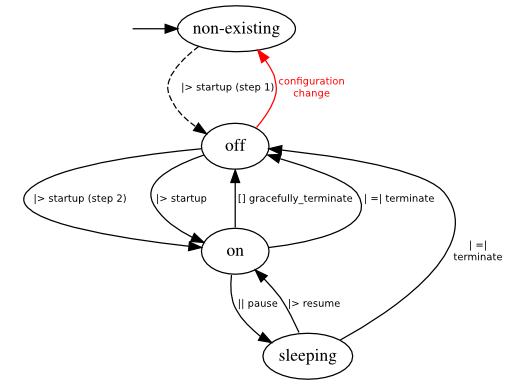 non-existing
|> startup (step 1)
configuration
change
off
|> startup (step 2)
|> startup
[] gracefully_terminate
| =| terminate
on
| =|
terminate
|| pause
|> resume
sleeping